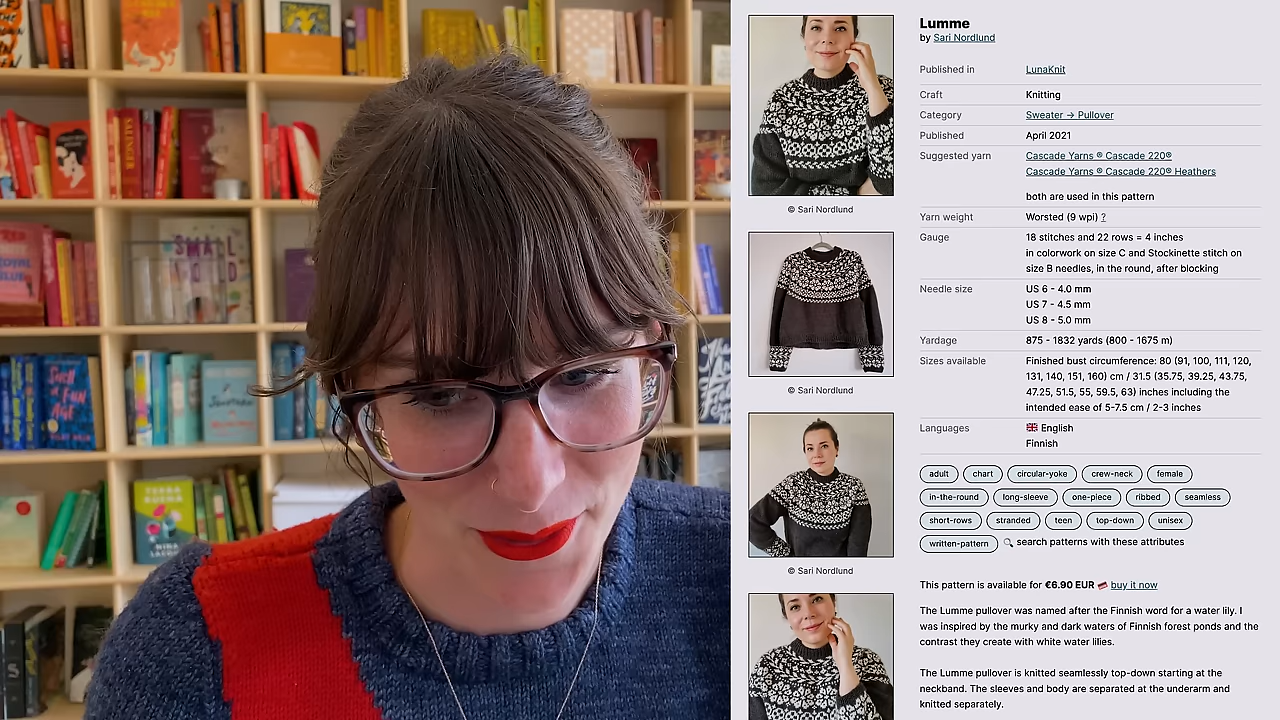 Lumme
by Sari Nordlund
Published in LunaKnit
Craft Knitting
Category Sweater → Pullover
Published April 2021
Suggested yarn Cascade Yarns ® Cascade 220®
Cascade Yarns ® Cascade 220® Heathers
both are used in this pattern
Yarn weight Worsted (9 wpi) ?
Gauge 18 stitches and 22 rows = 4 inches
in colorwork on size C and Stockinette stitch on
size B needles, in the round, after blocking
Needle size US 6 - 4.0 mm
US 7 - 4.5 mm
US 8 - 5.0 mm
Yardage 875 - 1832 yards (800 - 1675 m)
Sizes available Finished bust circumference: 80 (91, 100, 111, 120,
131, 140, 151, 160) cm / 31.5 (35.75, 39.25, 43.75,
47.25, 51.5, 55, 59.5, 63) inches including the
intended ease of 5-7.5 cm / 2-3 inches
Languages English
Finnish
adult chart circular-yoke crew-neck female
in-the-round long-sleeve one-piece ribbed seamless
short-rows stranded teen top-down unisex
written-pattern search patterns with these attributes
This pattern is available for €6.90 EUR buy it now
The Lumme pullover was named after the Finnish word for a water lily. I
was inspired by the murky and dark waters of Finnish forest ponds and the
contrast they create with white water lilies.
The Lumme pullover is knitted seamlessly top-down starting at the
neckband. The sleeves and body are separated at the underarm and
knitted separately.
© Sari Nordlund
© Sari Nordlund
© Sari Nordlund
SALINGER
ROYAL
BLUE
SMALL